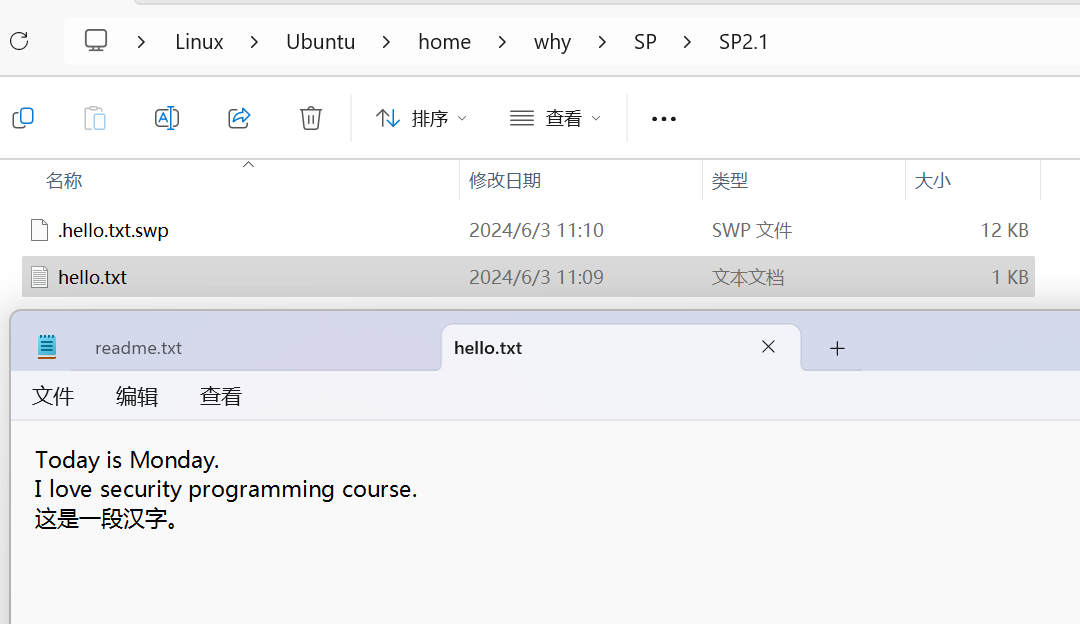 Linux Ubuntu home why SP SP2.1
排序 查看
名称 修改日期 类型 大小
.hello.txt.swp 2024/6/3 11:10 SWP 文件 12 KB
hello.txt 2024/6/3 11:09 文本文档 1 KB
readme.txt hello.txt
文件 编辑 查看
Today is Monday.
I love security programming course.
这是一段汉字。